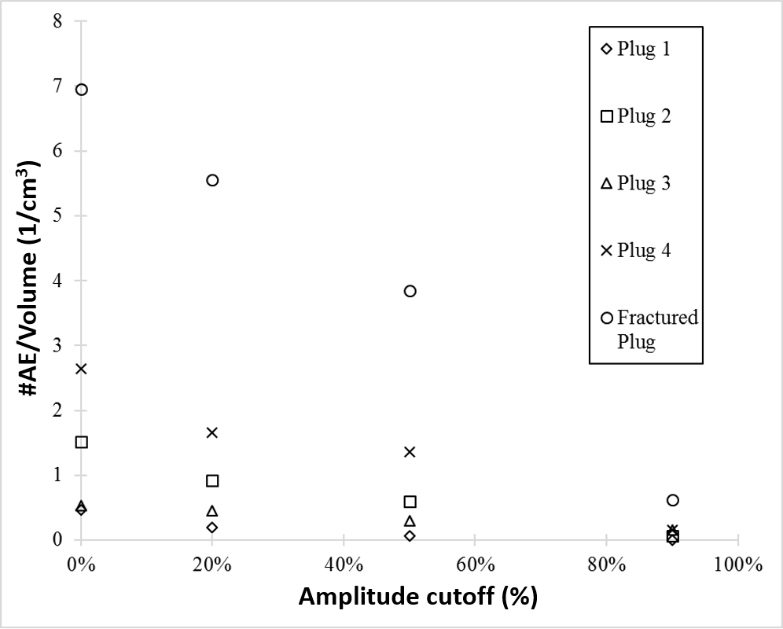 8
7
6
5
4
3
2
1
0
#AE/Volume (1/cm³)
0%
20%
40%
60%
80%
100%
Amplitude cutoff (%)
Plug 1
Plug 2
Plug 3
Plug 4
Fractured
Plug